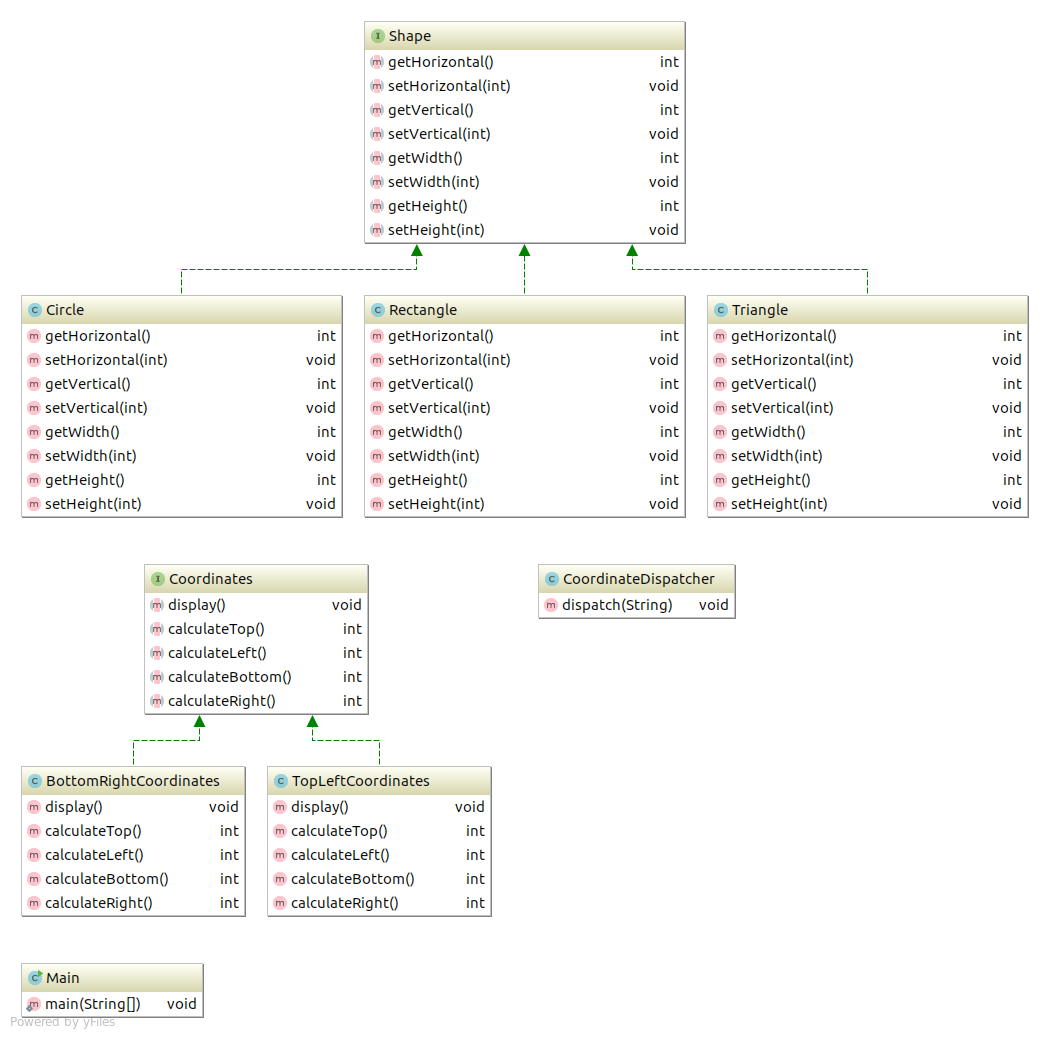 Shape
getHorizontal() int
setHorizontal(int) void
getVertical() int
setVertical(int) void
getWidth() int
setWidth(int) void
getHeight() int
setHeight(int) void
Circle
getHorizontal() int
setHorizontal(int) void
getVertical() int
setVertical(int) void
getWidth() int
setWidth(int) void
getHeight() int
setHeight(int) void
Rectangle
getHorizontal() int
setHorizontal(int) void
getVertical() int
setVertical(int) void
getWidth() int
setWidth(int) void
getHeight() int
setHeight(int) void
Triangle
getHorizontal() int
setHorizontal(int) void
getVertical() int
setVertical(int) void
getWidth() int
setWidth(int) void
getHeight() int
setHeight(int) void
Coordinates
display() void
calculateTop() int
calculateLeft() int
calculateBottom() int
calculateRight() int
CoordinateDispatcher
dispatch(String) void
BottomRightCoordinates
display() void
calculateTop() int
calculateLeft() int
calculateBottom() int
calculateRight() int
TopLeftCoordinates
display() void
calculateTop() int
calculateLeft() int
calculateBottom() int
calculateRight() int
Main
main(String[]) void
Powered by yFiles